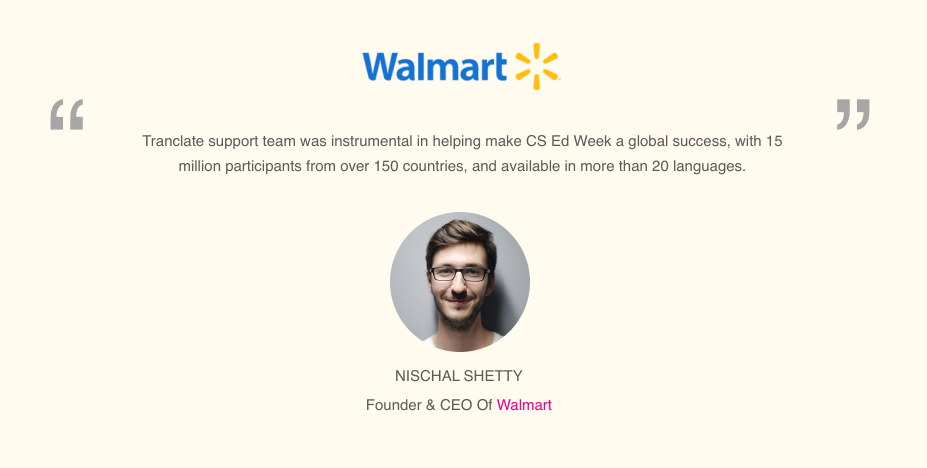 Walmart
“ ”
Tranclate support team was instrumental in helping make CS Ed Week a global success, with 15
million participants from over 150 countries, and available in more than 20 languages.
NISCHAL SHETTY
Founder & CEO Of Walmart